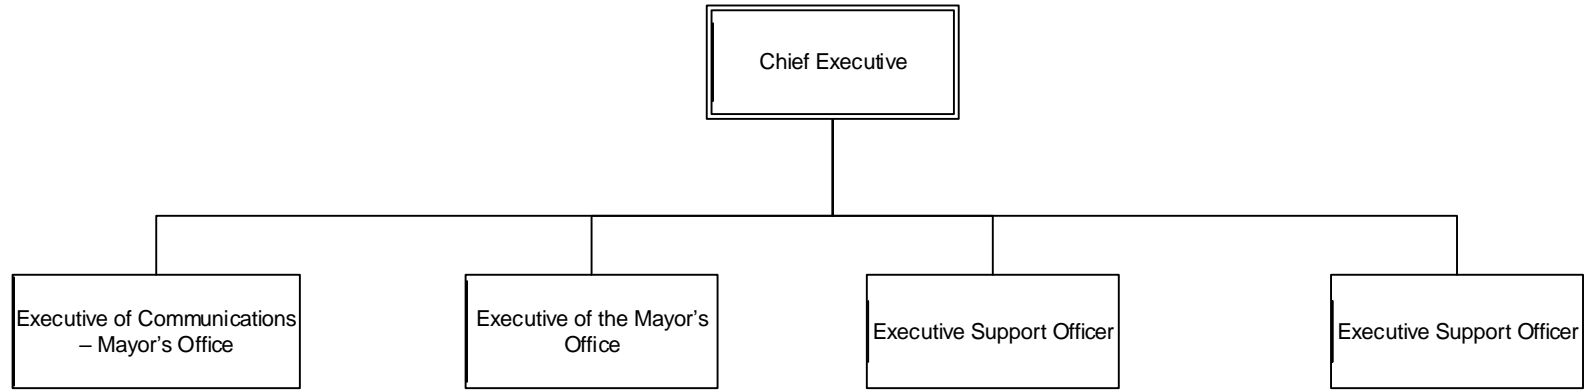 Chief Executive
Executive of Communications
– Mayor’s Office
Executive of the Mayor’s
Office
Executive Support Officer
Executive Support Officer